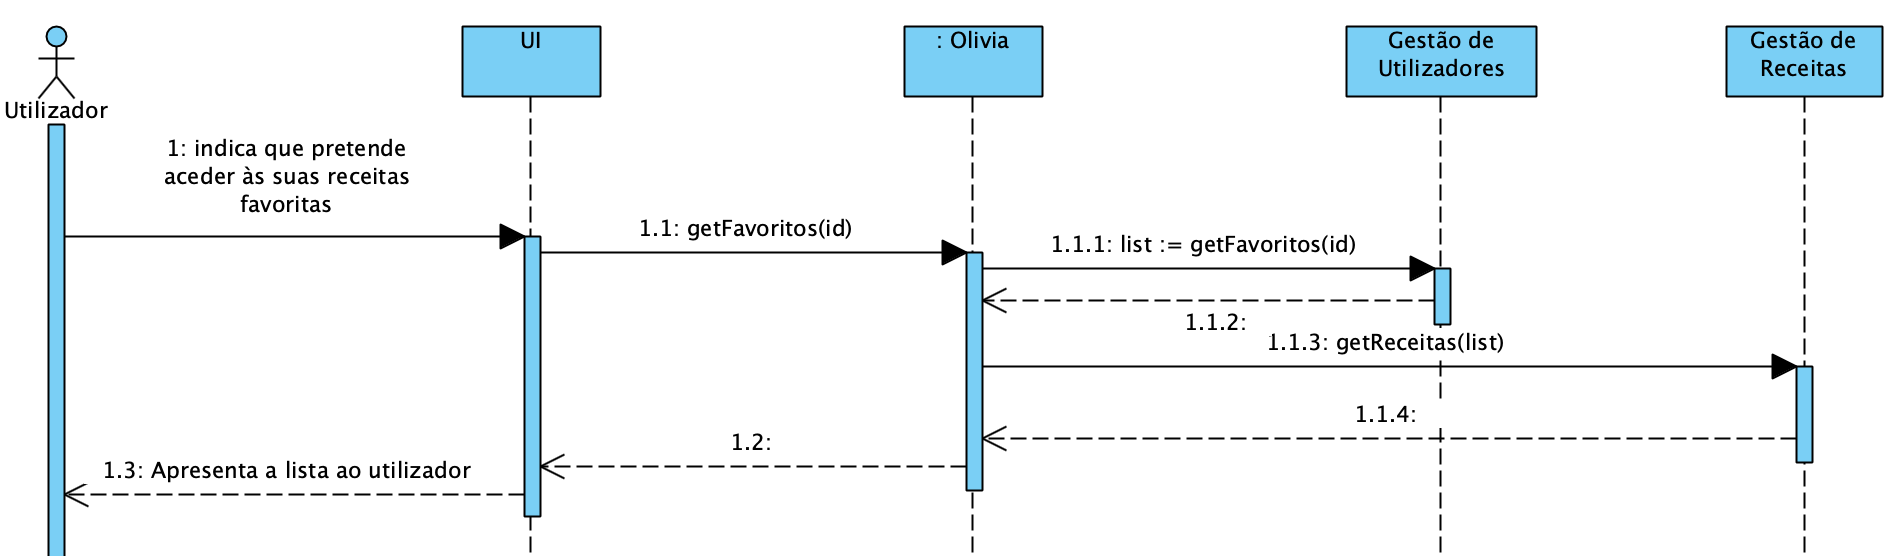 UI
: Olivia
Gestão de
Utilizadores
Gestão de
Receitas
Utilizador
1: indica que pretende
aceder às suas receitas
favoritas
1.1: getFavoritos(id)
1.1.1: list := getFavoritos(id)
1.1.2:
1.1.3: getReceitas(list)
1.1.4:
1.2:
1.3: Apresenta a lista ao utilizador